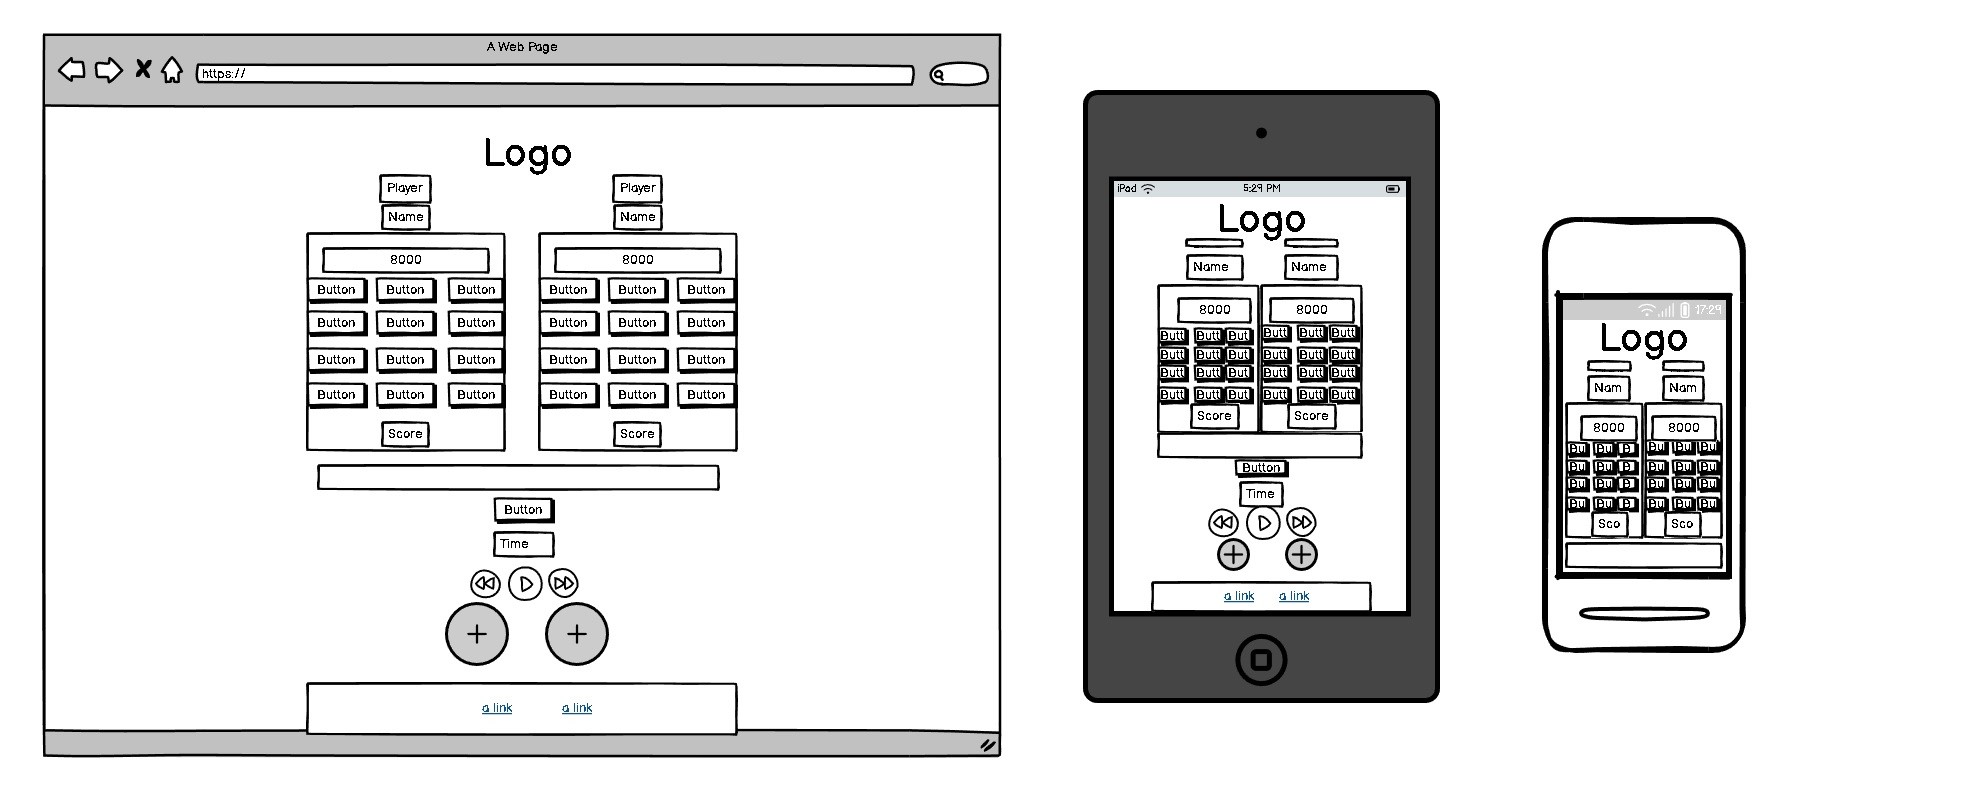 A Web Page
https://
Logo
Player Player
Name Name
8000 8000
Button Button Button Button Button Button
Button Button Button Button Button Button
Button Button Button Button Button Button
Button Button Button Button Button Button
Score Score
Button
Time
a link a link
iPad 5:29 PM
Logo
Name Name
8000 8000
Butt Butt But Butt Butt Butt
Butt Butt But Butt Butt Butt
Butt Butt But Butt Butt Butt
Butt Butt But Butt Butt Butt
Score Score
Button
Time
a link a link
17:29
Logo
Nam Nam
8000 8000
Bu Bu B Bu Bu Bu
Bu Bu B Bu Bu Bu
Bu Bu B Bu Bu Bu
Bu Bu B Bu Bu Bu
Sco Sco